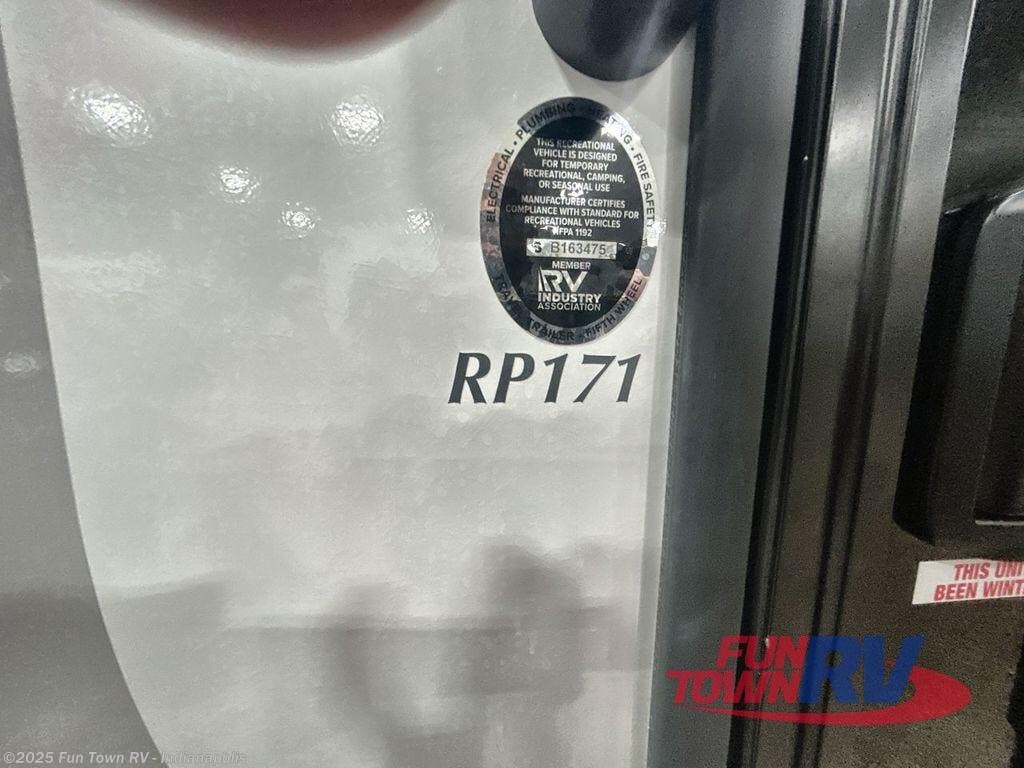 ELECTRICAL • PLUMBING • HEATING • FIRE SAFETY
THIS RECREATIONAL
VEHICLE IS DESIGNED
FOR TEMPORARY
RECREATIONAL, CAMPING,
OR SEASONAL USE
MANUFACTURER CERTIFIES
COMPLIANCE WITH STANDARD FOR
RECREATIONAL VEHICLES
NFPA 1192
B163475
MEMBER
RV
INDUSTRY
ASSOCIATION
TRAVEL TRAILER • FIFTH WHEEL
RP171
THIS UNI
BEEN WINT
FUN
TOWN RV
©2025 Fun Town RV - Indianapolis